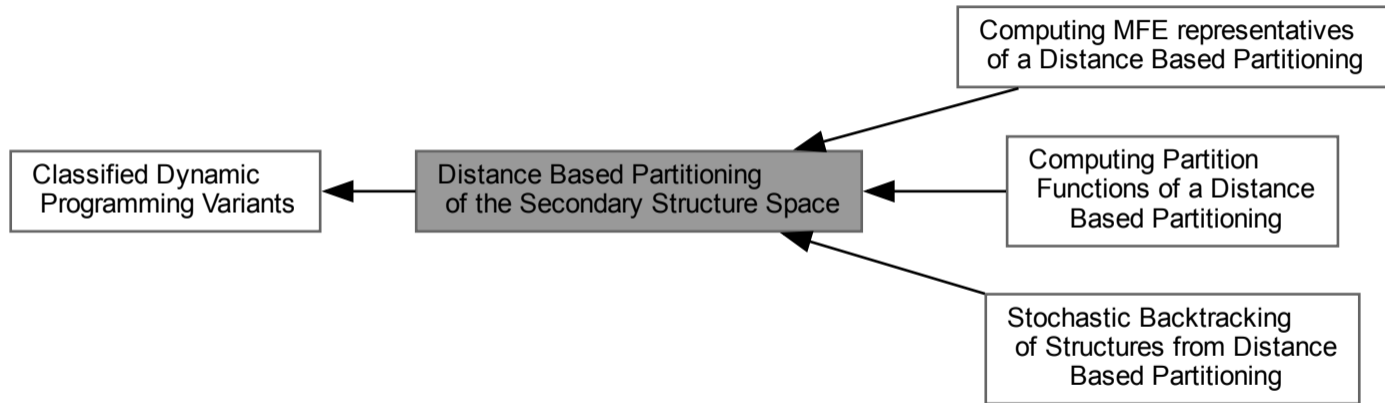 Computing MFE representatives
of a Distance Based Partitioning
Classified Dynamic
Programming Variants
Distance Based Partitioning
of the Secondary Structure Space
Computing Partition
Functions of a Distance
Based Partitioning
Stochastic Backtracking
of Structures from Distance
Based Partitioning